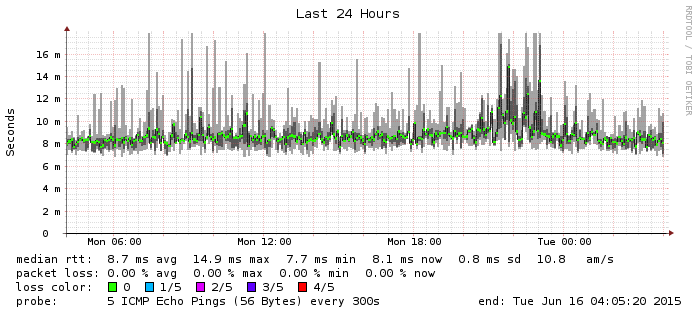 Last 24 Hours
RRDTOOL / TOBI OETIKER
Seconds
16 m
14 m
12 m
10 m
8 m
6 m
4 m
2 m
0
Mon 06:00 Mon 12:00 Mon 18:00 Tue 00:00
median rtt: 8.7 ms avg 14.9 ms max 7.7 ms min 8.1 ms now 0.8 ms sd 10.8 am/s
packet loss: 0.00 % avg 0.00 % max 0.00 % min 0.00 % now
loss color: 0 1/5 2/5 3/5 4/5
probe: 5 ICMP Echo Pings (56 Bytes) every 300s end: Tue Jun 16 04:05:20 2015